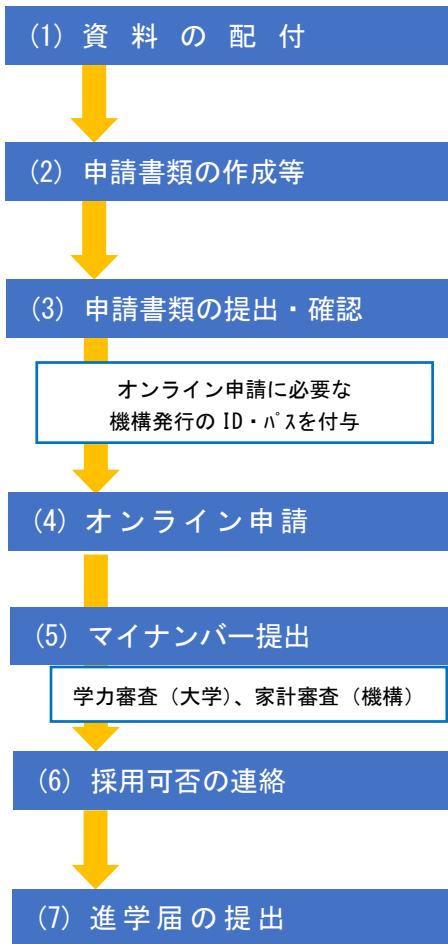 (1) 資料の配付
(2) 申請書類の作成等
(3) 申請書類の提出・確認
オンライン申請に必要な
機構発行の ID・ﾊﾟｽを付与
(4) オンライン申請
(5) マイナンバー提出
学力審査（大学）、家計審査（機構）
(6) 採用可否の連絡
(7) 進学届の提出